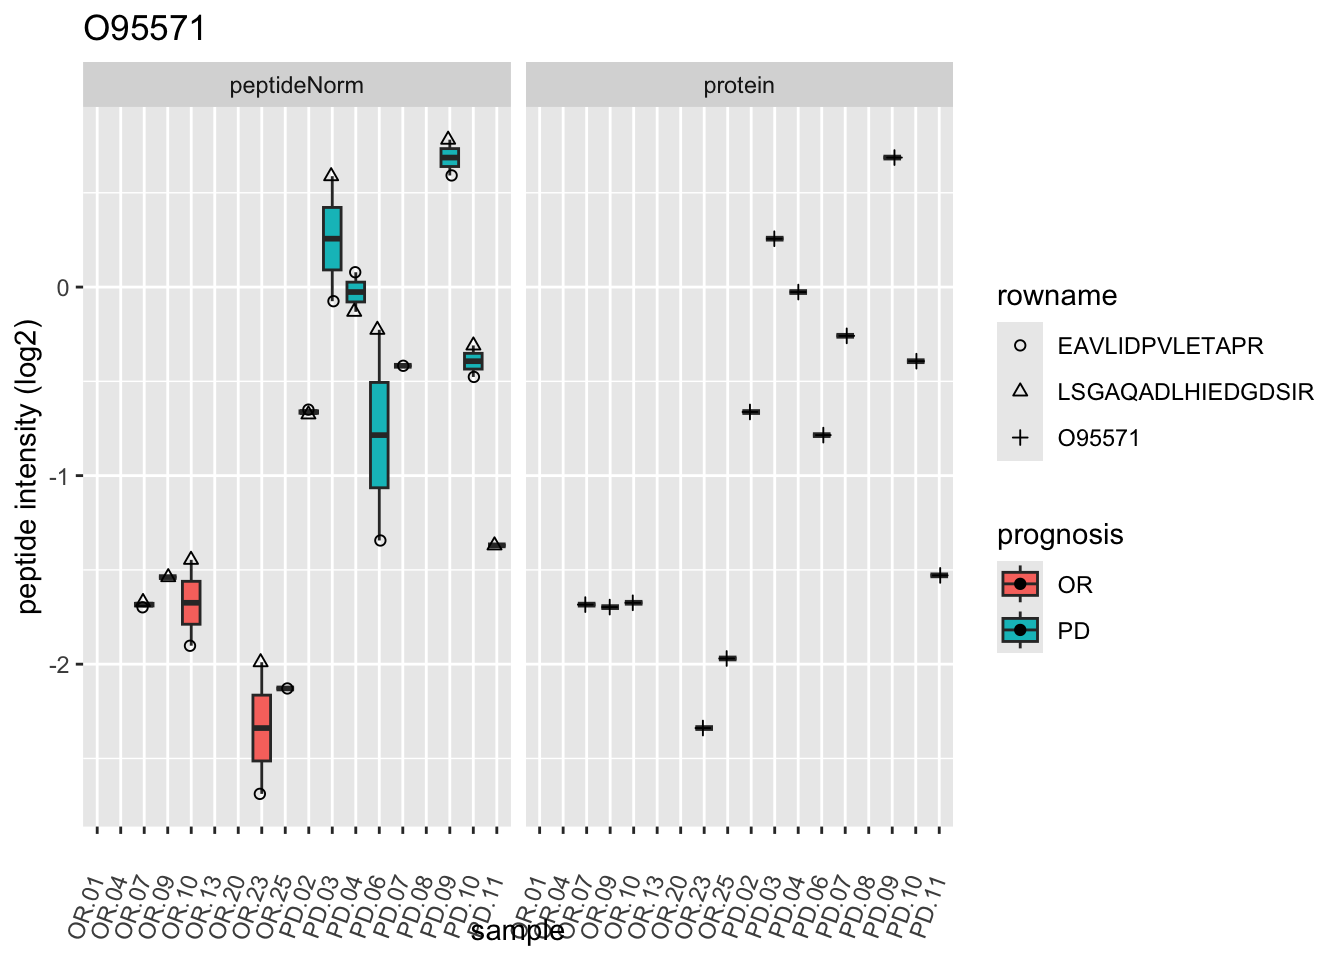 O95571
peptideNorm
protein
peptide intensity (log2)
0
-1
-2
OR.01
OR.04
OR.07
OR.09
OR.10
OR.13
OR.20
OR.23
OR.25
PD.02
PD.03
PD.04
PD.06
PD.07
PD.08
PD.09
PD.10
PD.11
OR.01
OR.04
OR.07
OR.09
OR.10
OR.13
OR.20
OR.23
OR.25
PD.02
PD.03
PD.04
PD.06
PD.07
PD.08
PD.09
PD.10
PD.11
sample
rowname
EAVLIDPVLETAPR
LSGAQADLHIEDGDSIR
O95571
prognosis
OR
PD